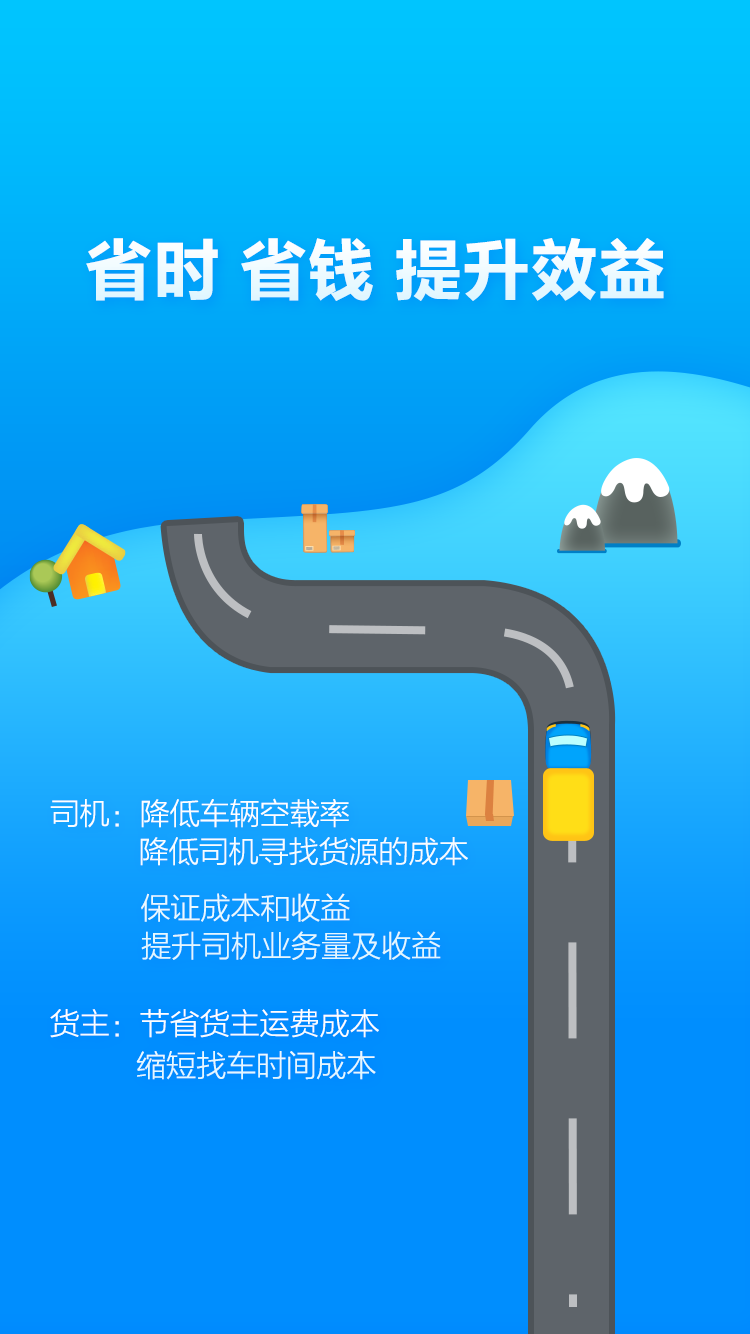 省时 省钱 提升效益
司机：降低车辆空载率
降低司机寻找货源的成本
保证成本和收益
提升司机业务量及收益
货主：节省货主运费成本
缩短找车时间成本